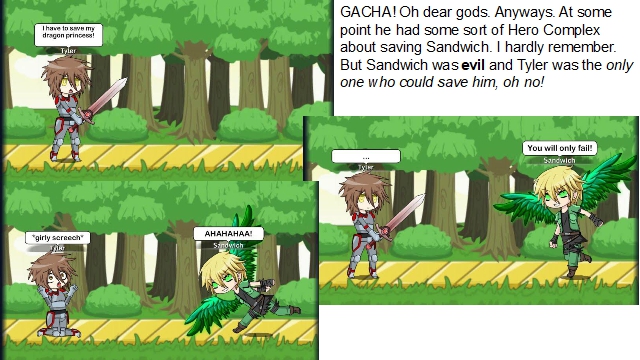 I have to save my
dragon princess!
Tyler
GACHA! Oh dear gods. Anyways. At some
point he had some sort of Hero Complex
about saving Sandwich. I hardly remember.
But Sandwich was evil and Tyler was the only
one who could save him, oh no!
...
Tyler
You will only fail!
Sandwich
*girly screech*
Tyler
AHAHAHAA!
Sandwich